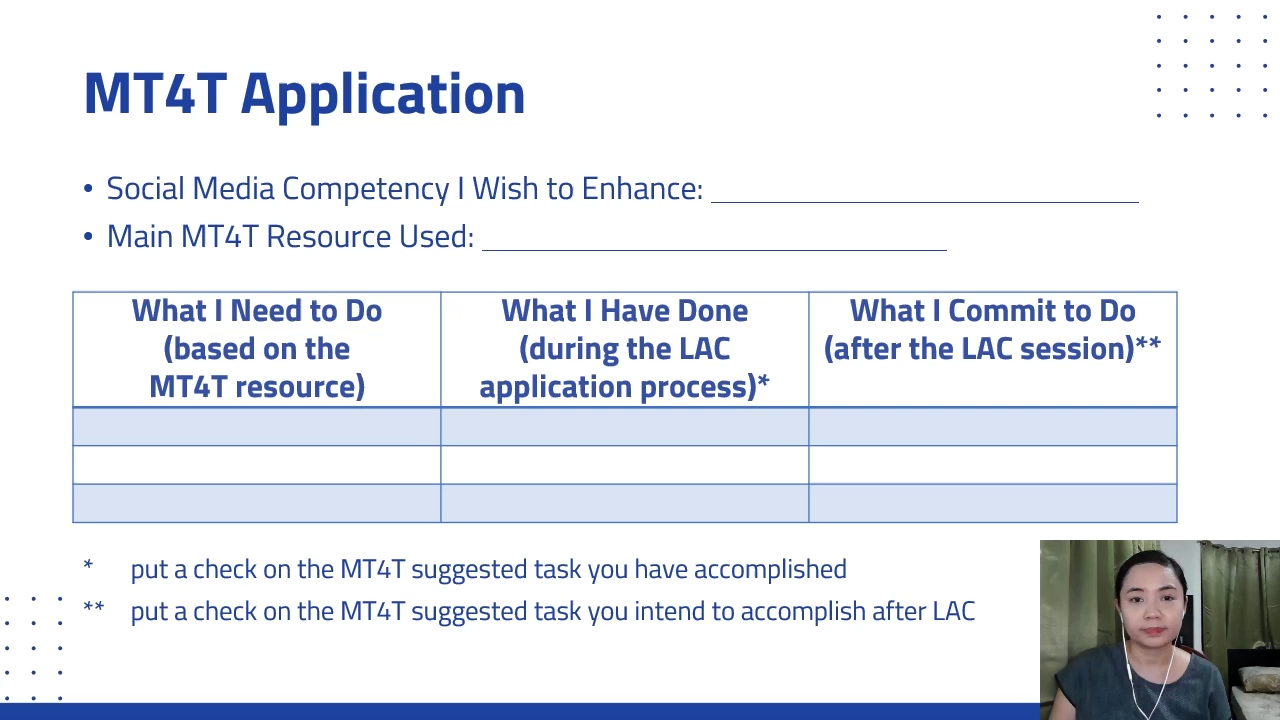 MT4T Application
• Social Media Competency I Wish to Enhance: ______________________________
• Main MT4T Resource Used: ______________________________
What I Need to Do
(based on the
MT4T resource)
What I Have Done
(during the LAC
application process)*
What I Commit to Do
(after the LAC session)**
* put a check on the MT4T suggested task you have accomplished
** put a check on the MT4T suggested task you intend to accomplish after LAC